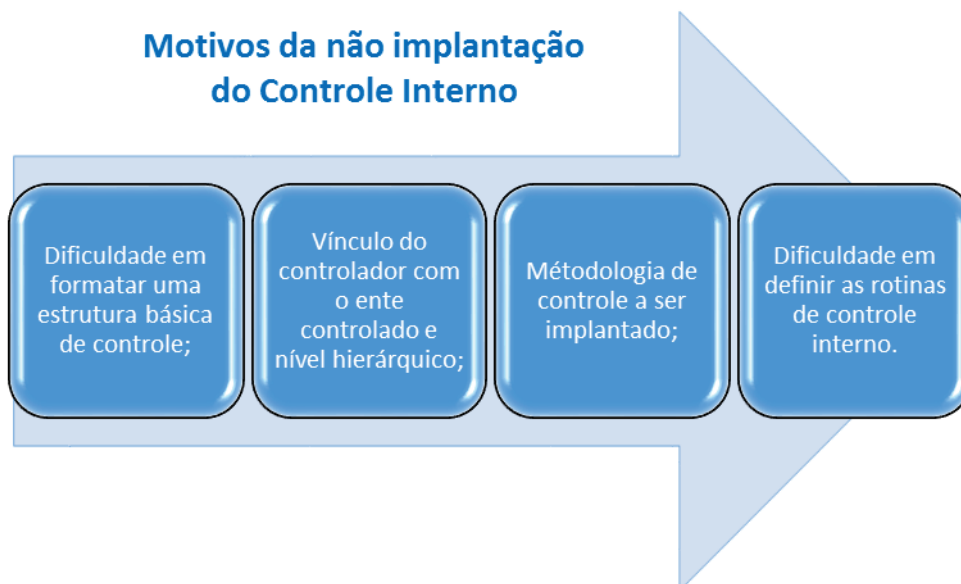 Motivos da não implantação
do Controle Interno
Dificuldade em
formatar uma
estrutura básica
de controle;
Vínculo do
controlador com
o ente
controlado e
nível hierárquico;
Métodologia de
controle a ser
implantado;
Dificuldade em
definir as rotinas
de controle
interno.